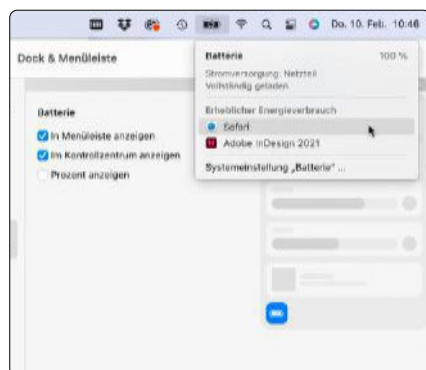 Do. 10. Feb. 10:46
Dock & Menüleiste
Batterie 100 %
Stromversorgung: Netzteil
Vollständig geladen
Erheblicher Energieverbrauch
Safari
Adobe InDesign 2021
Systemeinstellung „Batterie“ ...
Batterie
In Menüleiste anzeigen
Im Kontrollzentrum anzeigen
Prozent anzeigen